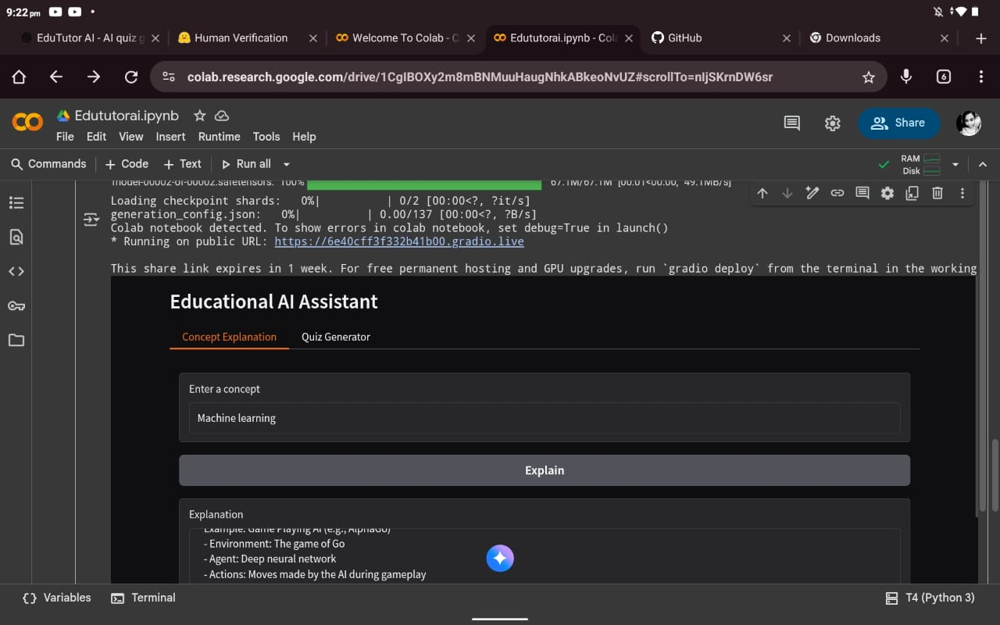 9:22 pm
EduTutor AI - AI quiz g
Human Verification
Welcome To Colab - C
Edututorai.ipynb - Cola
GitHub
Downloads
colab.research.google.com/drive/1CgIBOXy2m8mBNMuuHaugNhkABkeoNvUZ#scrollTo=nIjSKrnDW6sr
6
Edututorai.ipynb
Share
File Edit View Insert Runtime Tools Help
Commands + Code + Text Run all
RAM
Disk
model-00002-of-00002.safetensors: 100% 67.1M/67.1M [00:01<00:00, 49.1MB/s]
Loading checkpoint shards:   0%|          | 0/2 [00:00<?, ?it/s]
generation_config.json:   0%|          | 0.00/137 [00:00<?, ?B/s]
Colab notebook detected. To show errors in colab notebook, set debug=True in launch()
* Running on public URL: https://6e40cff3f332b41b00.gradio.live
This share link expires in 1 week. For free permanent hosting and GPU upgrades, run `gradio deploy` from the terminal in the working
Educational AI Assistant
Concept Explanation
Quiz Generator
Enter a concept
Machine learning
Explain
Explanation
Example: Game Playing AI (e.g., AlphaGo)
- Environment: The game of Go
- Agent: Deep neural network
- Actions: Moves made by the AI during gameplay
Variables
Terminal
T4 (Python 3)